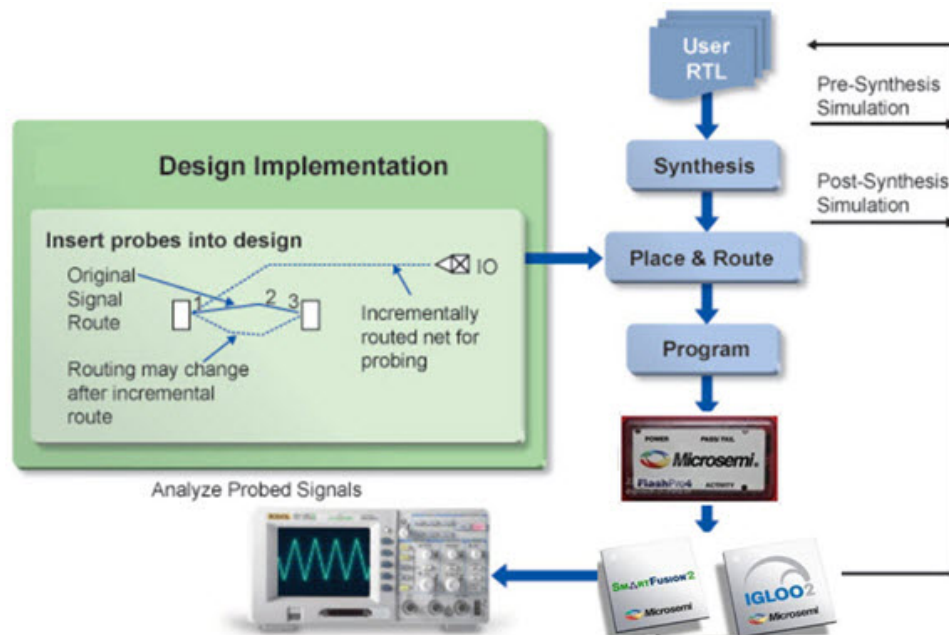 User
RTL
Pre-Synthesis
Simulation
Synthesis
Post-Synthesis
Simulation
Place & Route
Program
Design Implementation
Insert probes into design
Original
Signal
Route
1
2
3
IO
Incrementally
routed net for
probing
Routing may change
after incremental
route
POWER PASS/FAIL
Microsemi
FlashPro4 ACTIVITY
Analyze Probed Signals
SMARTFUSION2
Microsemi
IGLOO2
Microsemi